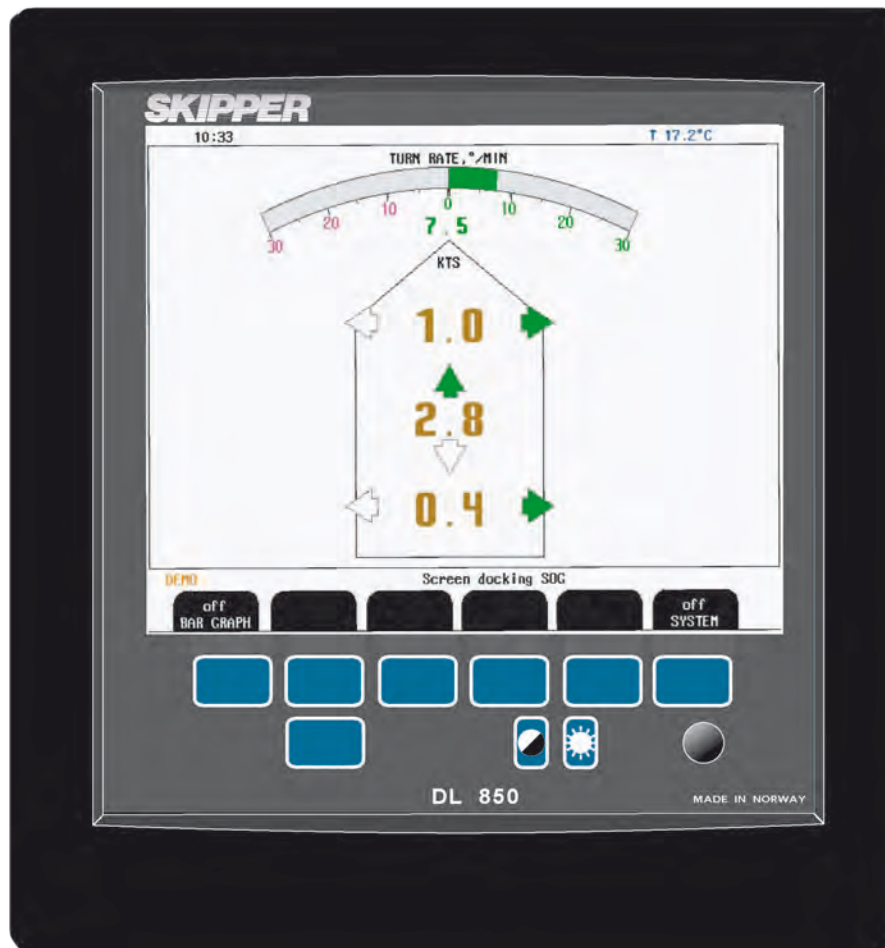 SKIPPER
10:33
T 17.2°C
TURN RATE,°/MIN
30 20 10 0 10 20 30
7.5
KTS
1.0
2.8
0.4
DEMO
Screen docking SOG
off
BAR GRAPH
off
SYSTEM
DL 850
MADE IN NORWAY